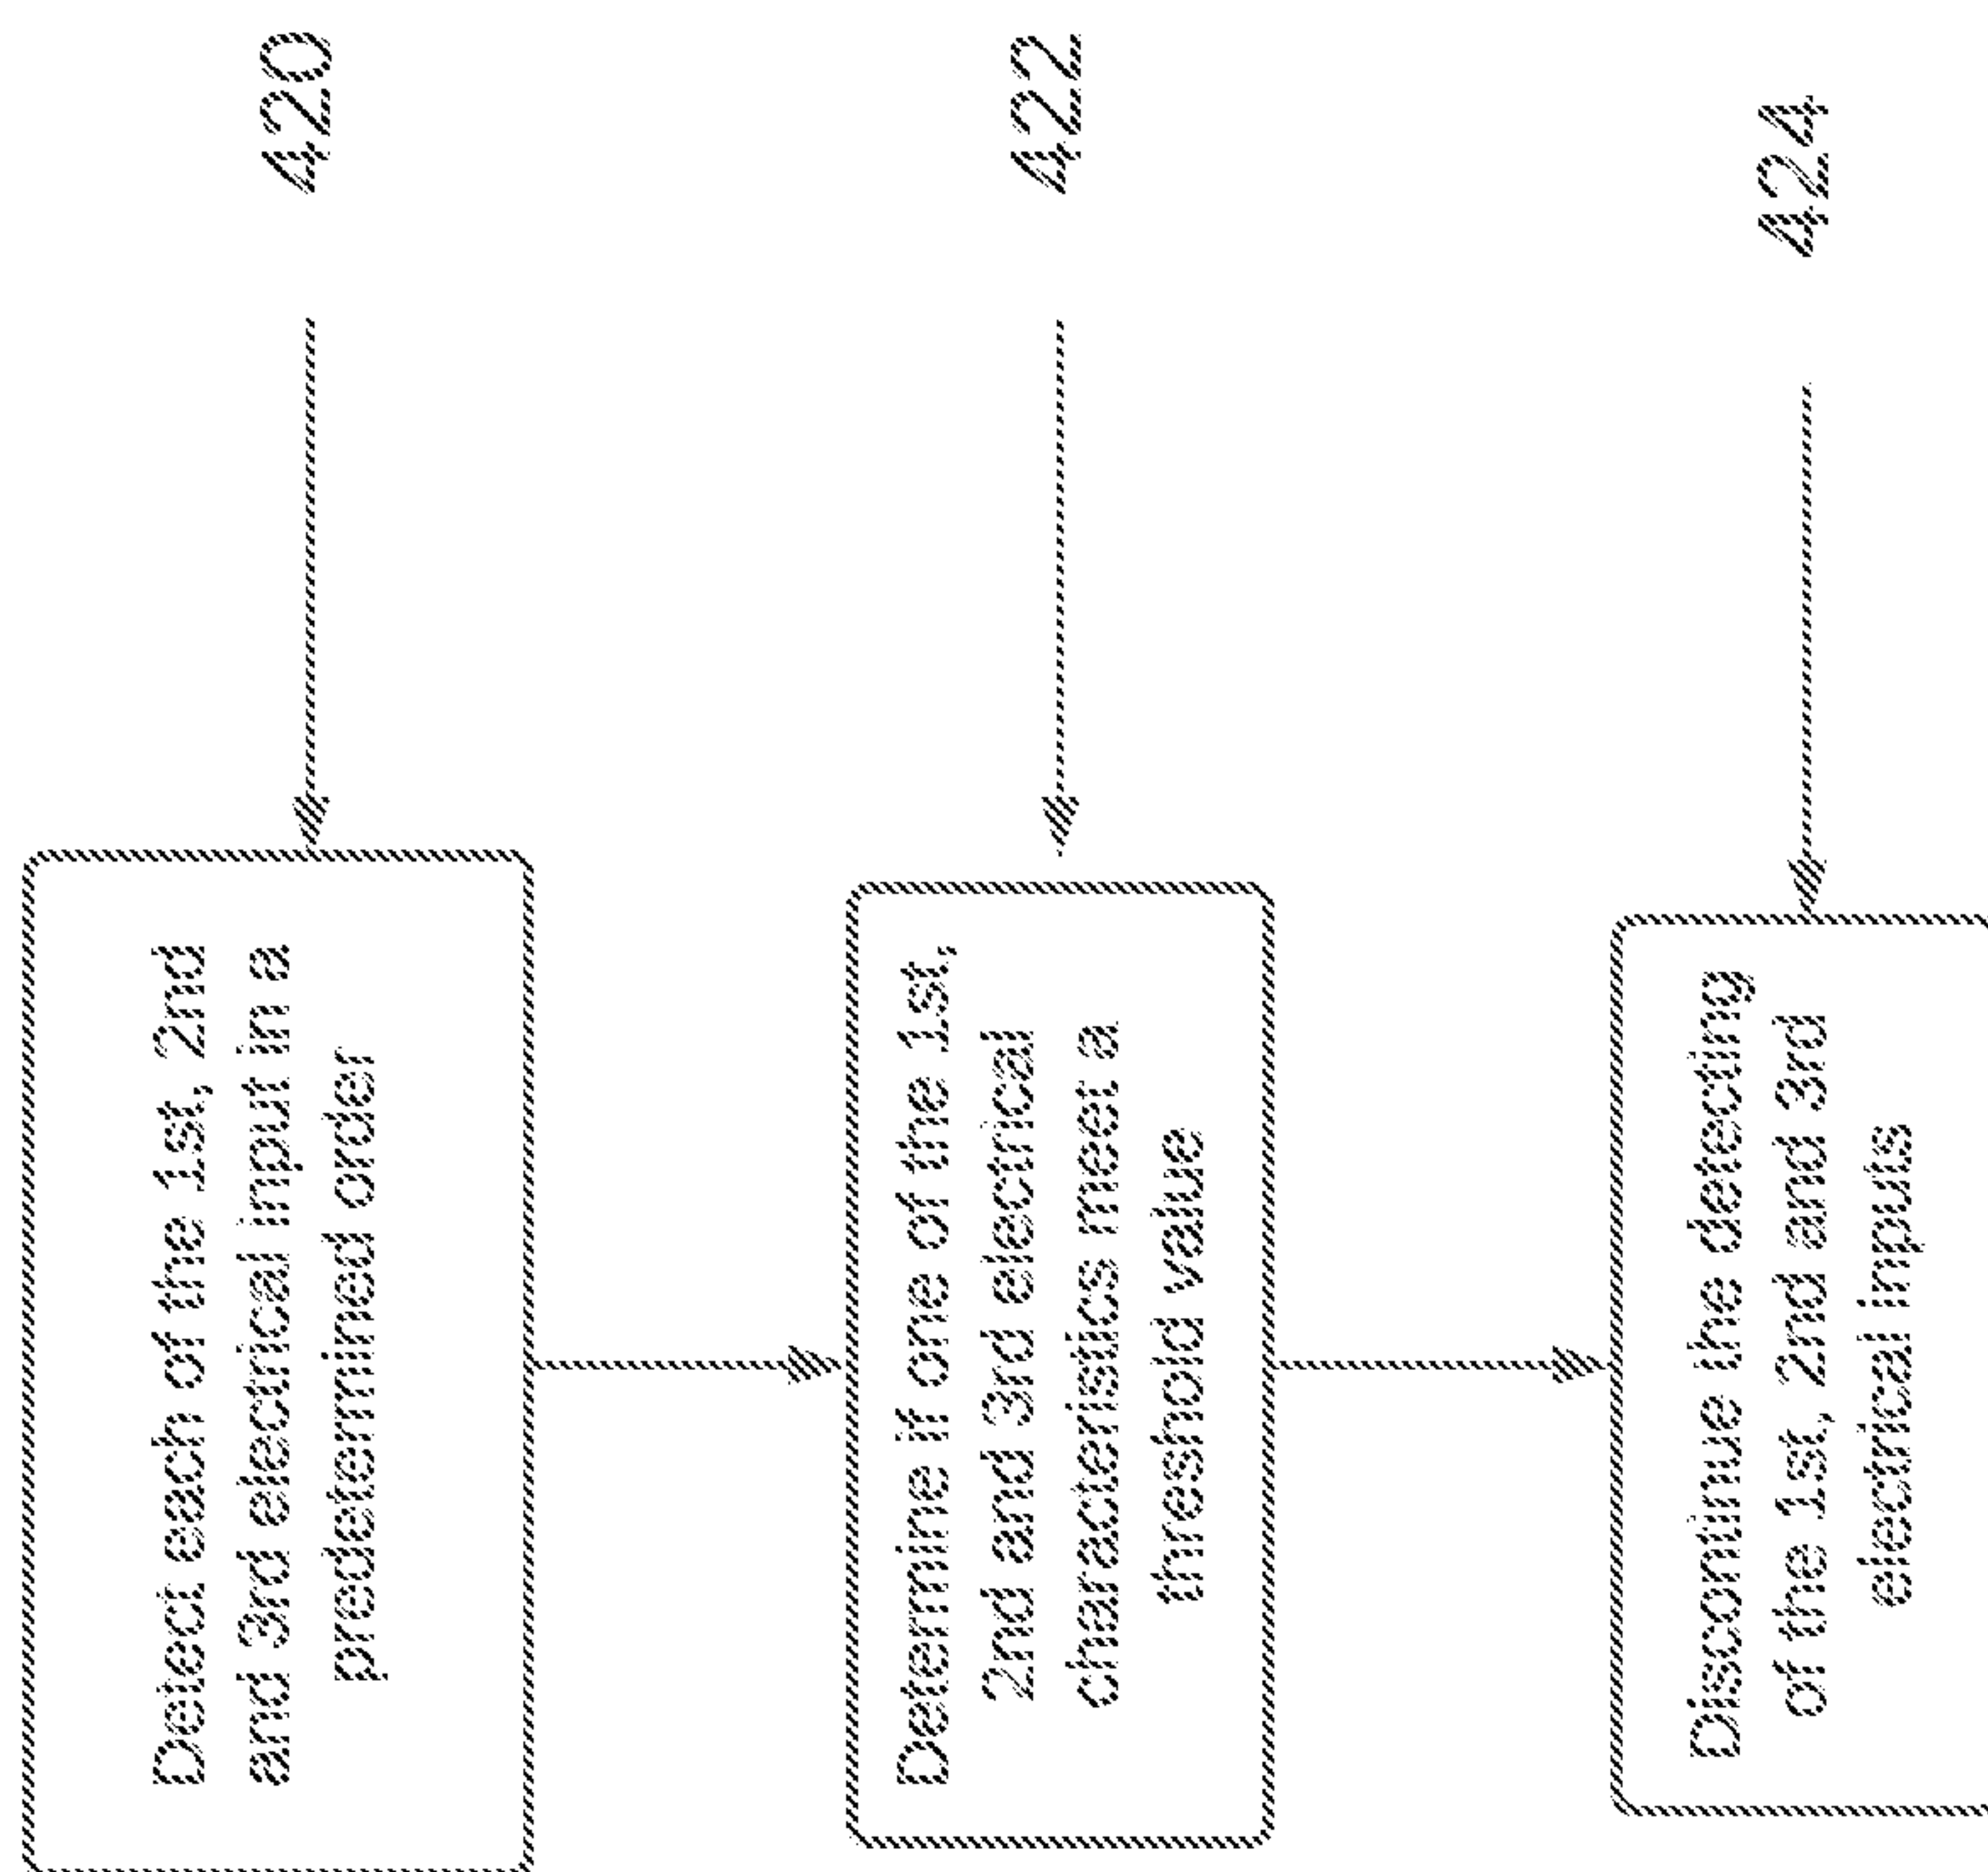 Detect each of the 1st, 2nd
and 3rd electrical input in a
predetermined order
420
Determine if one of the 1st,
2nd and 3rd electrical
characteristics meet a
threshold value
422
Discontinue the detecting
of the 1st, 2nd and 3rd
electrical inputs
424